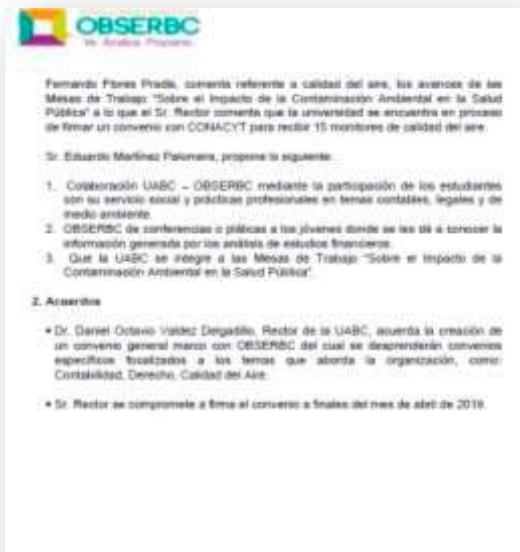 OBSERBC
Ve. Analiza. Propone.
Fernando Flores Prada, comenta referente a calidad del aire, los avances de las
Mesas de Trabajo "Sobre el Impacto de la Contaminación Ambiental en la Salud
Pública" a lo que el Sr. Rector comenta que la universidad se encuentra en proceso
de firmar un convenio con CONACYT para recibir 15 monitores de calidad del aire.
Sr. Eduardo Martínez Palomera, propone lo siguiente:
1. Colaboración UABC – OBSERBC mediante la participación de los estudiantes
con su servicio social y prácticas profesionales en temas contables, legales y de
medio ambiente.
2. OBSERBC de conferencias o pláticas a los jóvenes donde se les dé a conocer la
información generada por los análisis de estudios financieros.
3. Que la UABC se integre a las Mesas de Trabajo "Sobre el Impacto de la
Contaminación Ambiental en la Salud Pública".
2. Acuerdos
• Dr. Daniel Octavio Valdez Delgadillo, Rector de la UABC, acuerda la creación de
un convenio general marco con OBSERBC del cual se desprenderán convenios
específicos focalizados a los temas que aborda la organización, como:
Contabilidad, Derecho, Calidad del Aire.
• Sr. Rector se compromete a firma el convenio a finales del mes de abril de 2019.